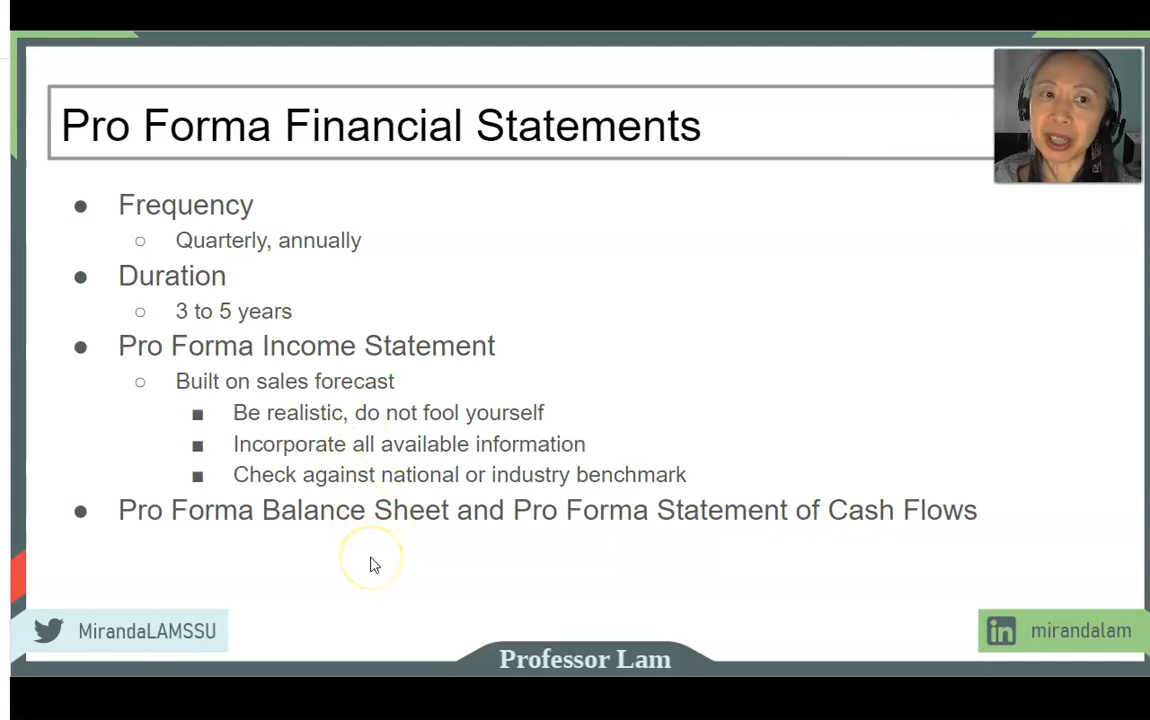 Pro Forma Financial Statements
● Frequency
○ Quarterly, annually
● Duration
○ 3 to 5 years
● Pro Forma Income Statement
○ Built on sales forecast
■ Be realistic, do not fool yourself
■ Incorporate all available information
■ Check against national or industry benchmark
● Pro Forma Balance Sheet and Pro Forma Statement of Cash Flows
MirandaLAMSSU
in mirandalam
Professor Lam